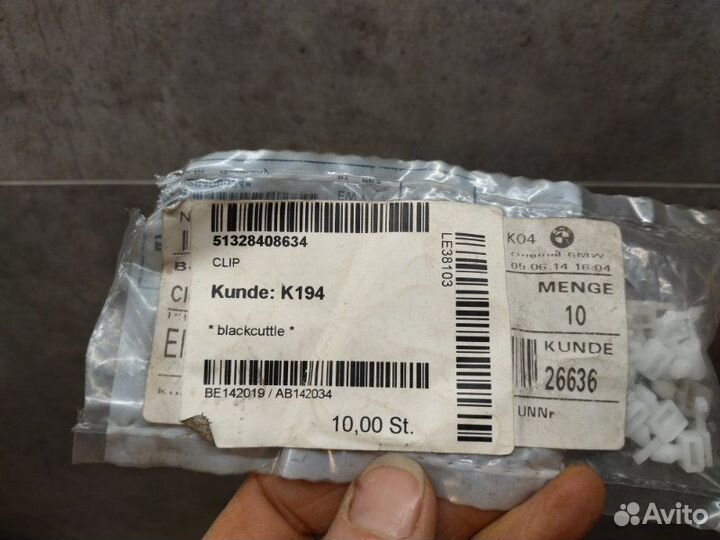 Germany
51328408634
CLIP
Kunde: K194
* blackcuttle *
BE142019 / AB142034
10,00 St.
LE38103
K04
Original BMW
05.06.14 16:04
MENGE
10
KUNDE
26636
UNNr
Avito